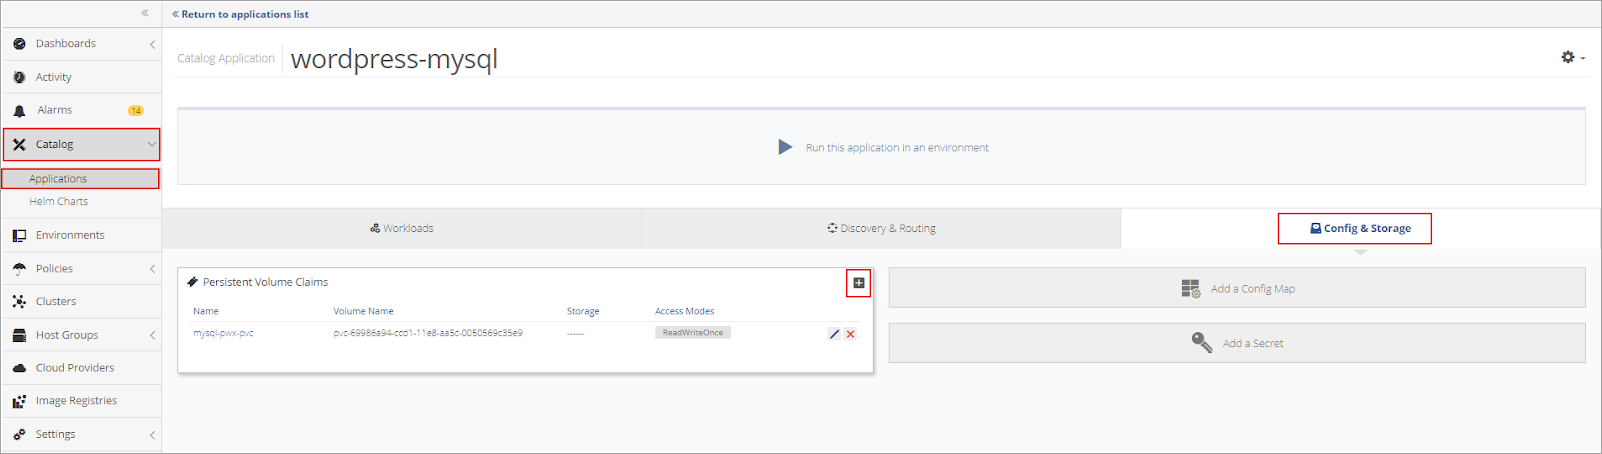 « Return to applications list
Dashboards
Activity
Alarms 14
Catalog
Applications
Helm Charts
Environments
Policies
Clusters
Host Groups
Cloud Providers
Image Registries
Settings
Catalog Application wordpress-mysql
Run this application in an environment
Workloads Discovery & Routing Config & Storage
Persistent Volume Claims
Name Volume Name Storage Access Modes
mysql-pwx-pvc pvc-69986a94-ccd1-11e8-aa5c-0050569c35e9 ------ ReadWriteOnce
Add a Config Map
Add a Secret